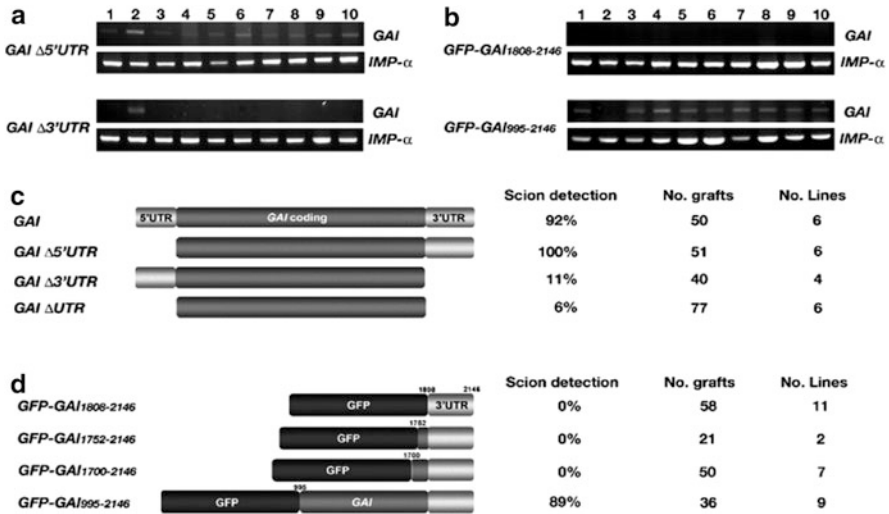 a
1 2 3 4 5 6 7 8 9 10
GAI Δ5'UTR
GAI
IMP-α
GAI Δ3'UTR
GAI
IMP-α
b
1 2 3 4 5 6 7 8 9 10
GFP-GAI1808-2146
GAI
IMP-α
GFP-GAI995-2146
GAI
IMP-α
c
Scion detection No. grafts No. Lines
GAI 5'UTR GAI coding 3'UTR 92% 50 6
GAI Δ5'UTR 100% 51 6
GAI Δ3'UTR 11% 40 4
GAI ΔUTR 6% 77 6
d
Scion detection No. grafts No. Lines
1808 2146
GFP-GAI1808-2146 GFP 3'UTR 0% 58 11
GFP-GAI1752-2146 GFP 0% 21 2
1700
GFP-GAI1700-2146 GFP 0% 50 7
995
GFP-GAI995-2146 GFP GAI 89% 36 9